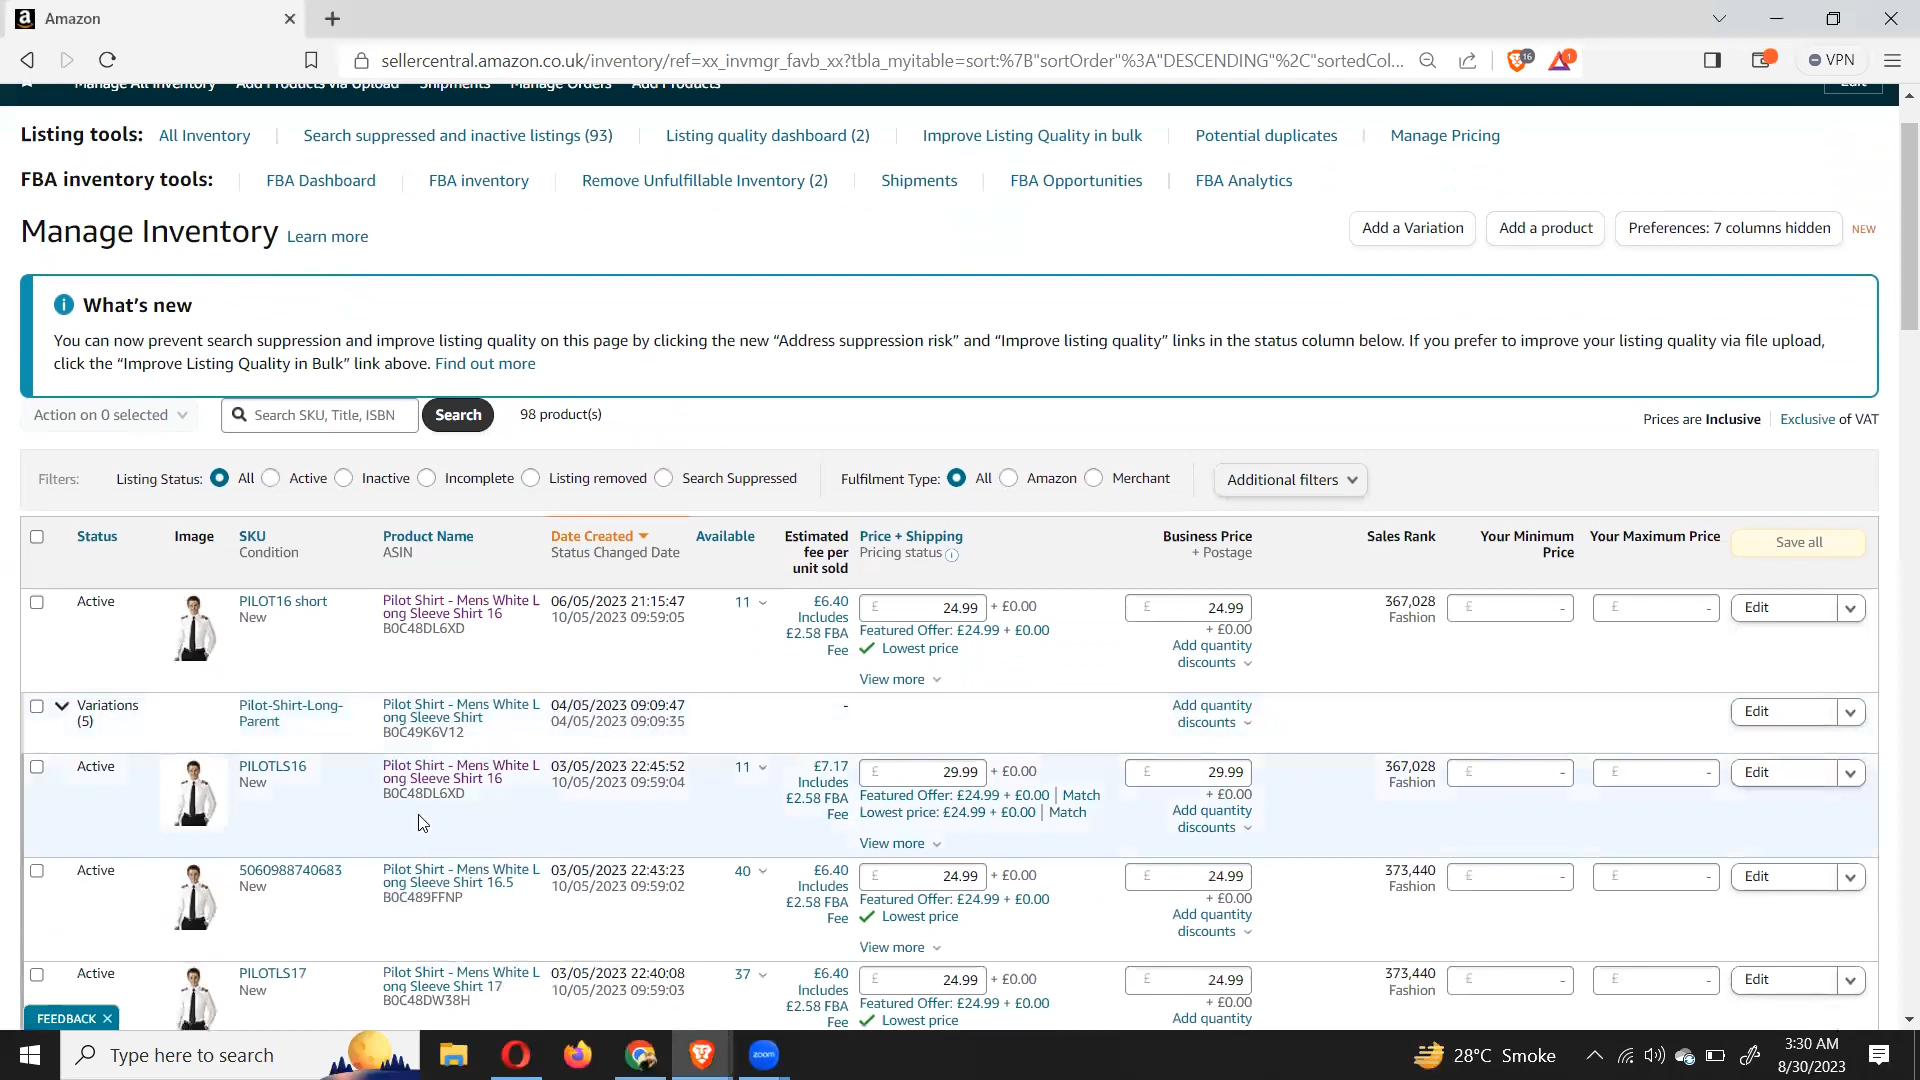 Amazon
sellercentral.amazon.co.uk/inventory/ref=xx_invmgr_favb_xx?tbla_myitable=sort:%7B"sortOrder"%3A"DESCENDING"%2C"sortedCol...
16
1
VPN
Manage All Inventory Add Products via Upload Shipments Manage Orders Add Products
Edit
Listing tools: All Inventory Search suppressed and inactive listings (93) Listing quality dashboard (2) Improve Listing Quality in bulk Potential duplicates Manage Pricing
FBA inventory tools: FBA Dashboard FBA inventory Remove Unfulfillable Inventory (2) Shipments FBA Opportunities FBA Analytics
Manage Inventory Learn more
Add a Variation Add a product Preferences: 7 columns hidden NEW
What's new
You can now prevent search suppression and improve listing quality on this page by clicking the new “Address suppression risk” and “Improve listing quality” links in the status column below. If you prefer to improve your listing quality via file upload,
click the “Improve Listing Quality in Bulk” link above. Find out more
Action on 0 selected Search SKU, Title, ISBN Search 98 product(s)
Prices are Inclusive Exclusive of VAT
Filters: Listing Status: All Active Inactive Incomplete Listing removed Search Suppressed Fulfilment Type: All Amazon Merchant Additional filters
Status Image SKU Product Name Date Created Available Estimated Price + Shipping Business Price Sales Rank Your Minimum Your Maximum Price Save all
Condition ASIN Status Changed Date fee per Pricing status + Postage Price
unit sold
Active PILOT16 short Pilot Shirt - Mens White L 06/05/2023 21:15:47 11 £6.40 £ 24.99 + £0.00 £ 24.99 367,028 £ - £ - Edit
New ong Sleeve Shirt 16 10/05/2023 09:59:05 Includes Fashion
B0C48DL6XD £2.58 FBA Featured Offer: £24.99 + £0.00 + £0.00
Fee Lowest price Add quantity
discounts
View more
Variations Pilot-Shirt-Long- Pilot Shirt - Mens White L 04/05/2023 09:09:47 - Add quantity Edit
(5) Parent ong Sleeve Shirt 04/05/2023 09:09:35 discounts
B0C49K6V12
Active PILOTLS16 Pilot Shirt - Mens White L 03/05/2023 22:45:52 11 £7.17 £ 29.99 + £0.00 £ 29.99 367,028 £ - £ - Edit
New ong Sleeve Shirt 16 10/05/2023 09:59:04 Includes Fashion
B0C48DL6XD £2.58 FBA Featured Offer: £24.99 + £0.00 | Match + £0.00
Fee Lowest price: £24.99 + £0.00 | Match Add quantity
discounts
View more
Active 5060988740683 Pilot Shirt - Mens White L 03/05/2023 22:43:23 40 £6.40 £ 24.99 + £0.00 £ 24.99 373,440 £ - £ - Edit
New ong Sleeve Shirt 16.5 10/05/2023 09:59:02 Includes Fashion
B0C489FFNP £2.58 FBA Featured Offer: £24.99 + £0.00 + £0.00
Fee Lowest price Add quantity
discounts
View more
Active PILOTLS17 Pilot Shirt - Mens White L 03/05/2023 22:40:08 37 £6.40 £ 24.99 + £0.00 £ 24.99 373,440 £ - £ - Edit
New ong Sleeve Shirt 17 10/05/2023 09:59:03 Includes Fashion
B0C48DW38H £2.58 FBA Featured Offer: £24.99 + £0.00 + £0.00
Fee Lowest price Add quantity
FEEDBACK
Type here to search
zoom
28°C Smoke
3:30 AM
8/30/2023